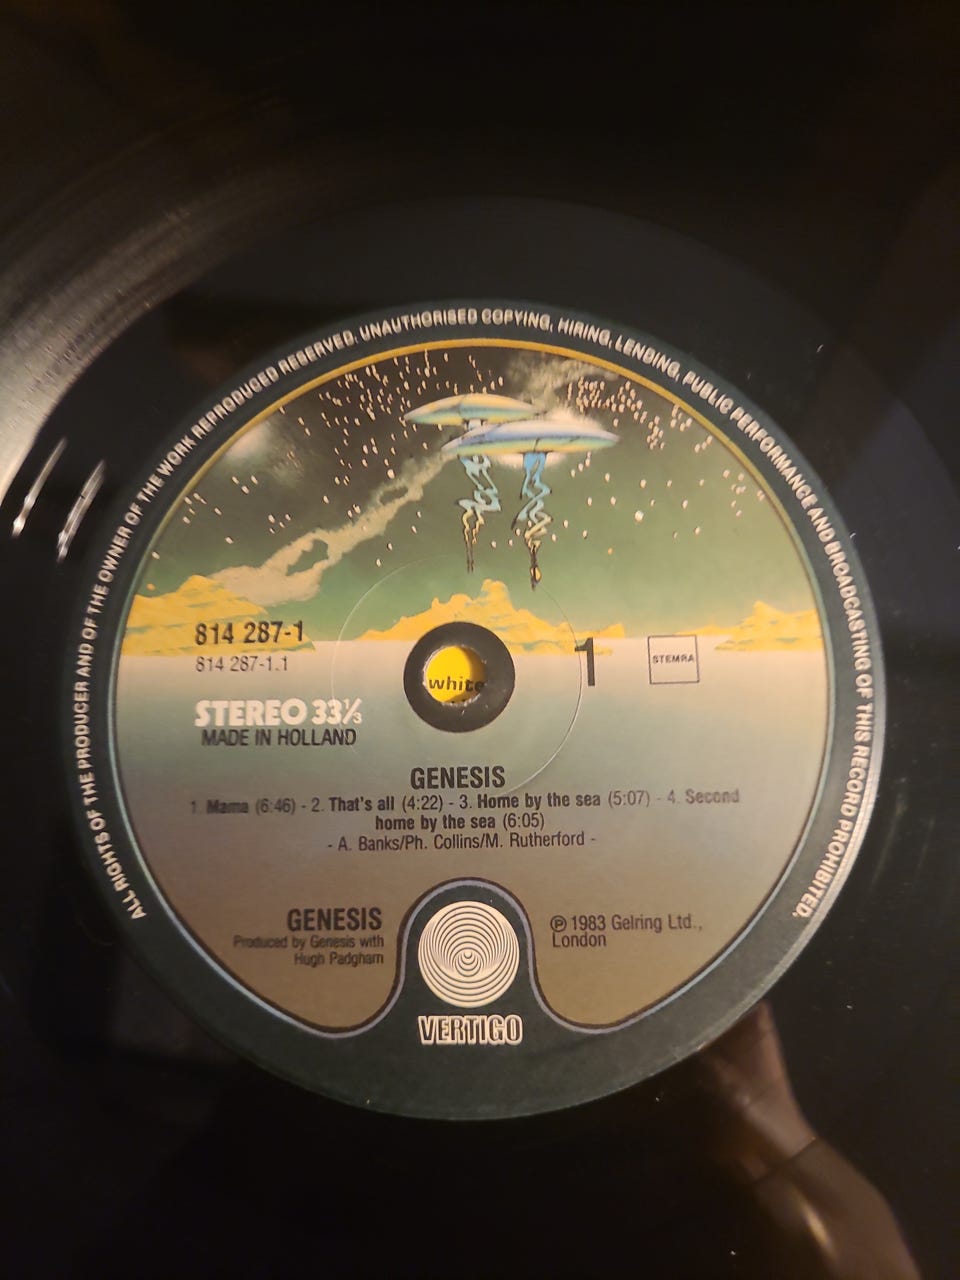 ALL RIGHTS OF THE PRODUCER AND OF THE OWNER OF THE WORK REPRODUCED RESERVED. UNAUTHORISED COPYING, HIRING, LENDING, PUBLIC PERFORMANCE AND BROADCASTING OF THIS RECORD PROHIBITED.
814 287-1
814 287-1.1
1
STEMRA
white
STEREO 33⅓
MADE IN HOLLAND
GENESIS
1. Mama (6:46) - 2. That's all (4:22) - 3. Home by the sea (5:07) - 4. Second
home by the sea (6:05)
- A. Banks/Ph. Collins/M. Rutherford -
GENESIS
Produced by Genesis with
Hugh Padgham
℗ 1983 Gelring Ltd.,
London
VERTIGO